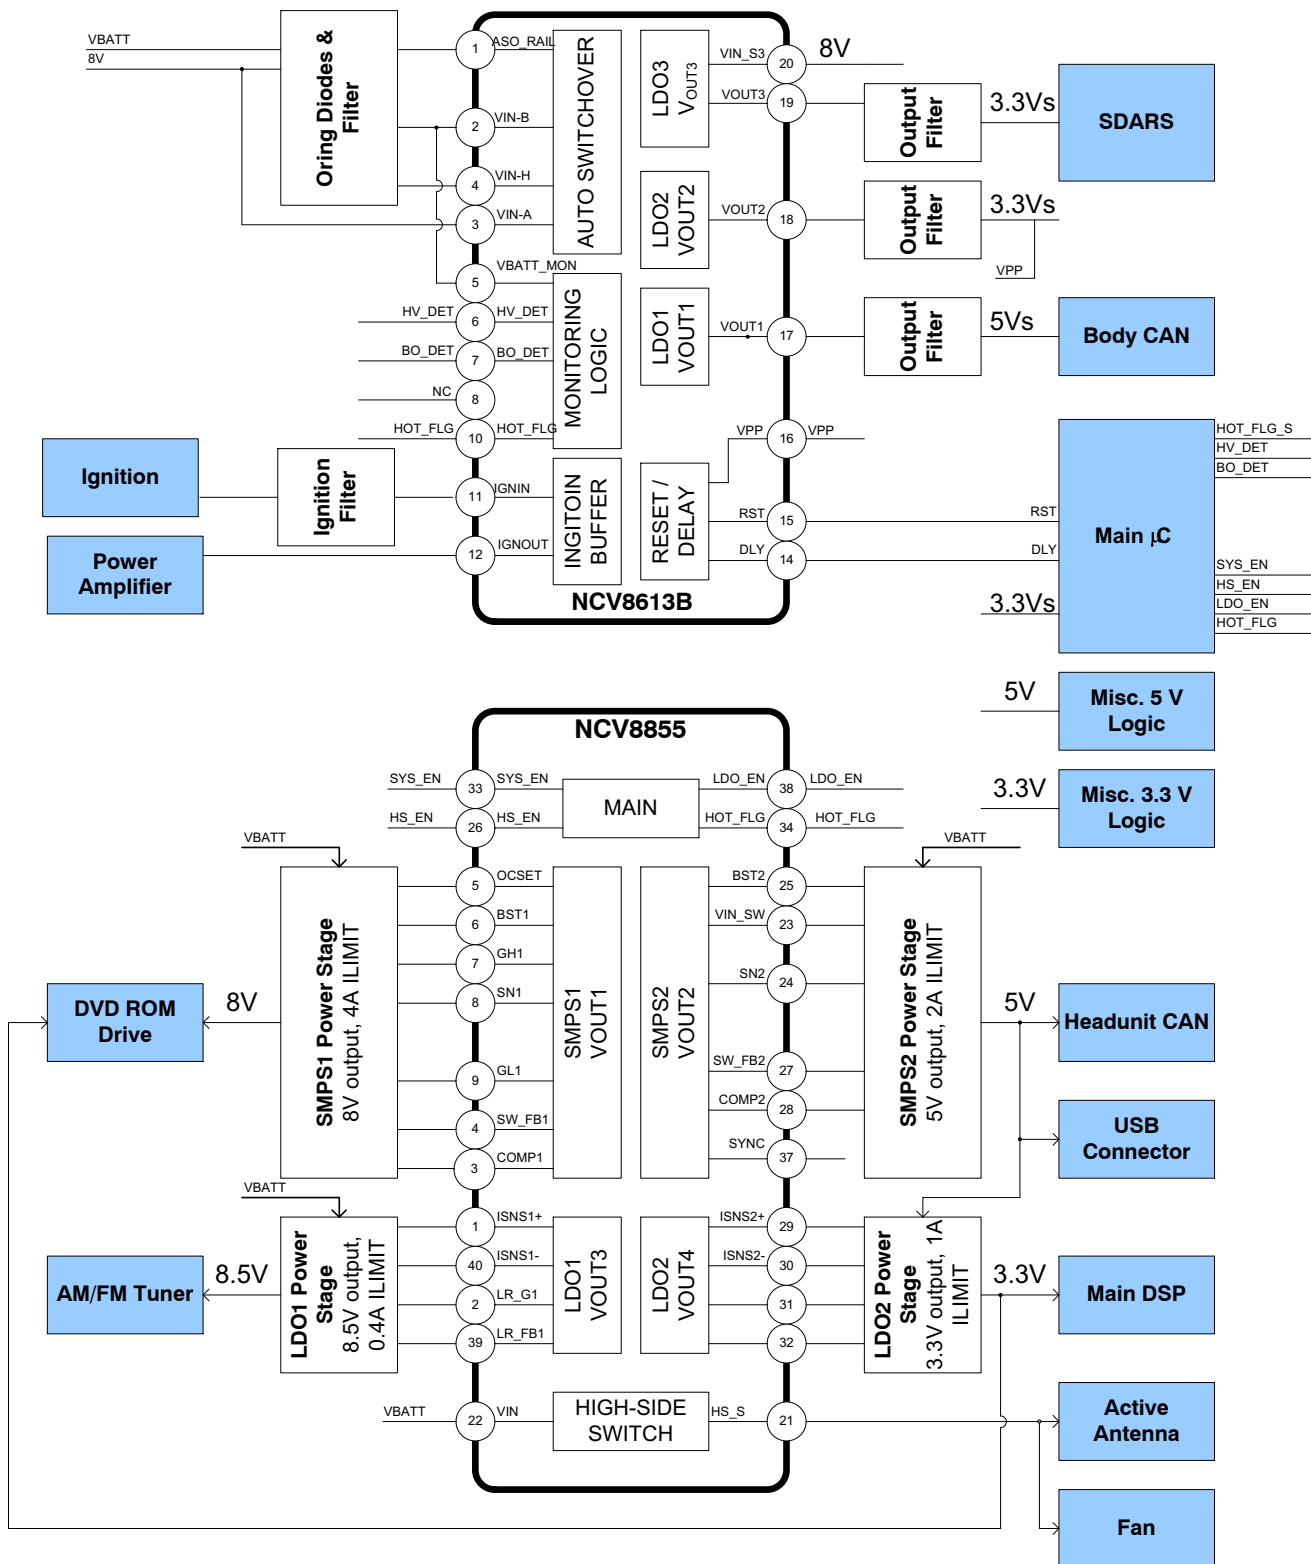 VBATT
8V
Oring Diodes &
Filter
1
ASO_RAIL
2
VIN-B
4
VIN-H
3
VIN-A
AUTO SWITCHOVER
5
VBATT_MON
HV_DET
6
HV_DET
BO_DET
7
BO_DET
NC
8
HOT_FLG
10
HOT_FLG
MONITORING
LOGIC
Ignition
Ignition
Filter
11
IGNIN
Power
Amplifier
12
IGNOUT
INGITOIN
BUFFER
LDO3
VOUT3
VIN_S3
20
8V
VOUT3
19
Output
Filter
3.3Vs
SDARS
LDO2
VOUT2
VOUT2
18
Output
Filter
3.3Vs
VPP
LDO1
VOUT1
VOUT1
17
Output
Filter
5Vs
Body CAN
RESET /
DELAY
VPP
16
VPP
RST
15
RST
DLY
14
DLY
3.3Vs
Main µC
HOT_FLG_S
HV_DET
BO_DET
SYS_EN
HS_EN
LDO_EN
HOT_FLG
NCV8613B
5V
Misc. 5 V
Logic
3.3V
Misc. 3.3 V
Logic
NCV8855
SYS_EN
33
SYS_EN
HS_EN
26
HS_EN
MAIN
LDO_EN
38
LDO_EN
HOT_FLG
34
HOT_FLG
VBATT
SMPS1 Power Stage
8V output, 4A ILIMIT
5
OCSET
6
BST1
7
GH1
8
SN1
9
GL1
4
SW_FB1
3
COMP1
SMPS1
VOUT1
DVD ROM
Drive
8V
SMPS2
VOUT2
BST2
25
VIN_SW
23
SN2
24
SW_FB2
27
COMP2
28
SYNC
37
VBATT
SMPS2 Power Stage
5V output, 2A ILIMIT
5V
Headunit CAN
USB
Connector
VBATT
LDO1 Power
Stage
8.5V output,
0.4A ILIMIT
1
ISNS1+
40
ISNS1-
2
LR_G1
39
LR_FB1
LDO1
VOUT3
AM/FM Tuner
8.5V
LDO2
VOUT4
ISNS2+
29
ISNS2-
30
31
32
LDO2 Power
Stage
3.3V output, 1A
ILIMIT
3.3V
Main DSP
VBATT
22
VIN
HIGH-SIDE
SWITCH
HS_S
21
Active
Antenna
Fan